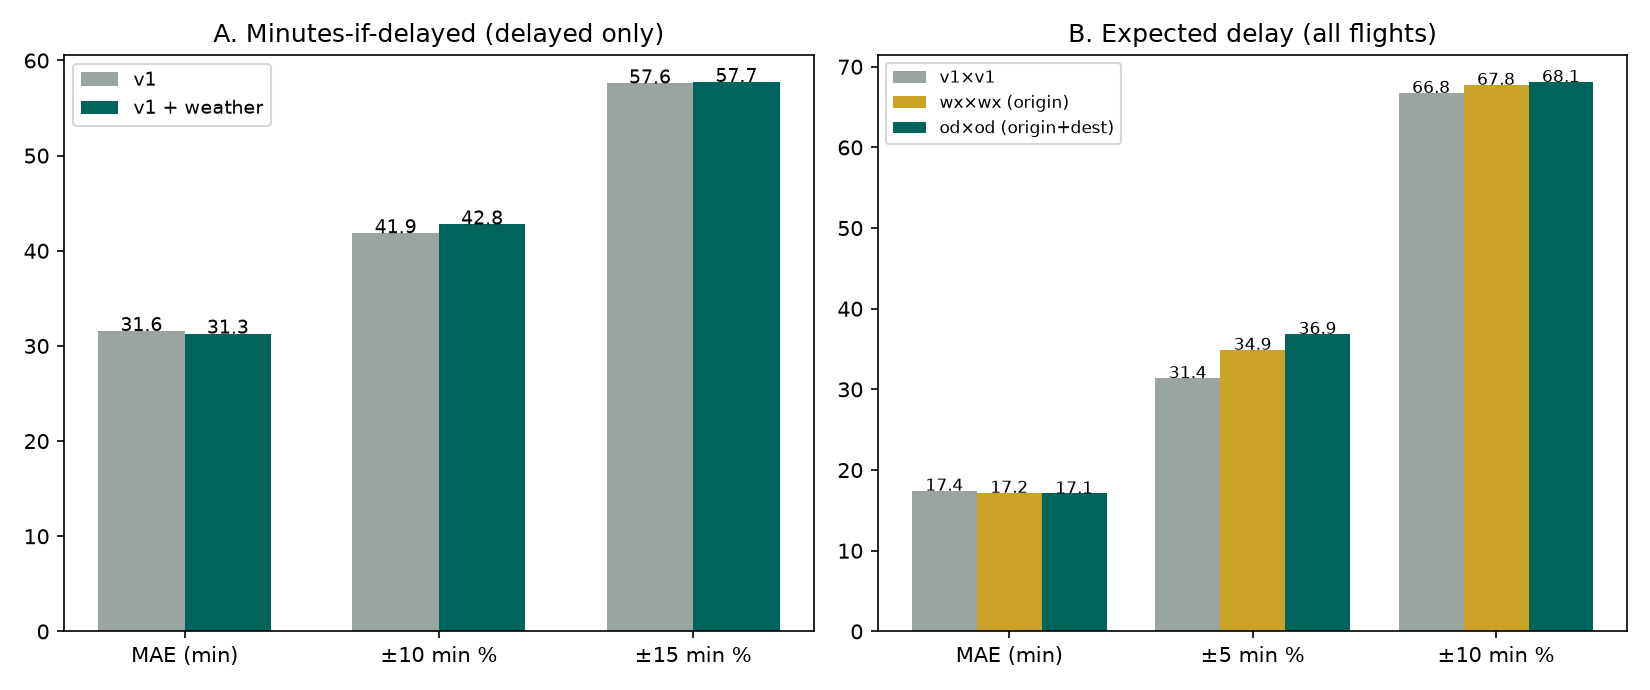 A. Minutes-if-delayed (delayed only)
v1
v1 + weather
60
50
40
30
20
10
0
31.6
31.3
41.9
42.8
57.6
57.7
MAE (min)
±10 min %
±15 min %
B. Expected delay (all flights)
v1×v1
wx×wx (origin)
od×od (origin+dest)
70
60
50
40
30
20
10
0
17.4
17.2
17.1
31.4
34.9
36.9
66.8
67.8
68.1
MAE (min)
±5 min %
±10 min %